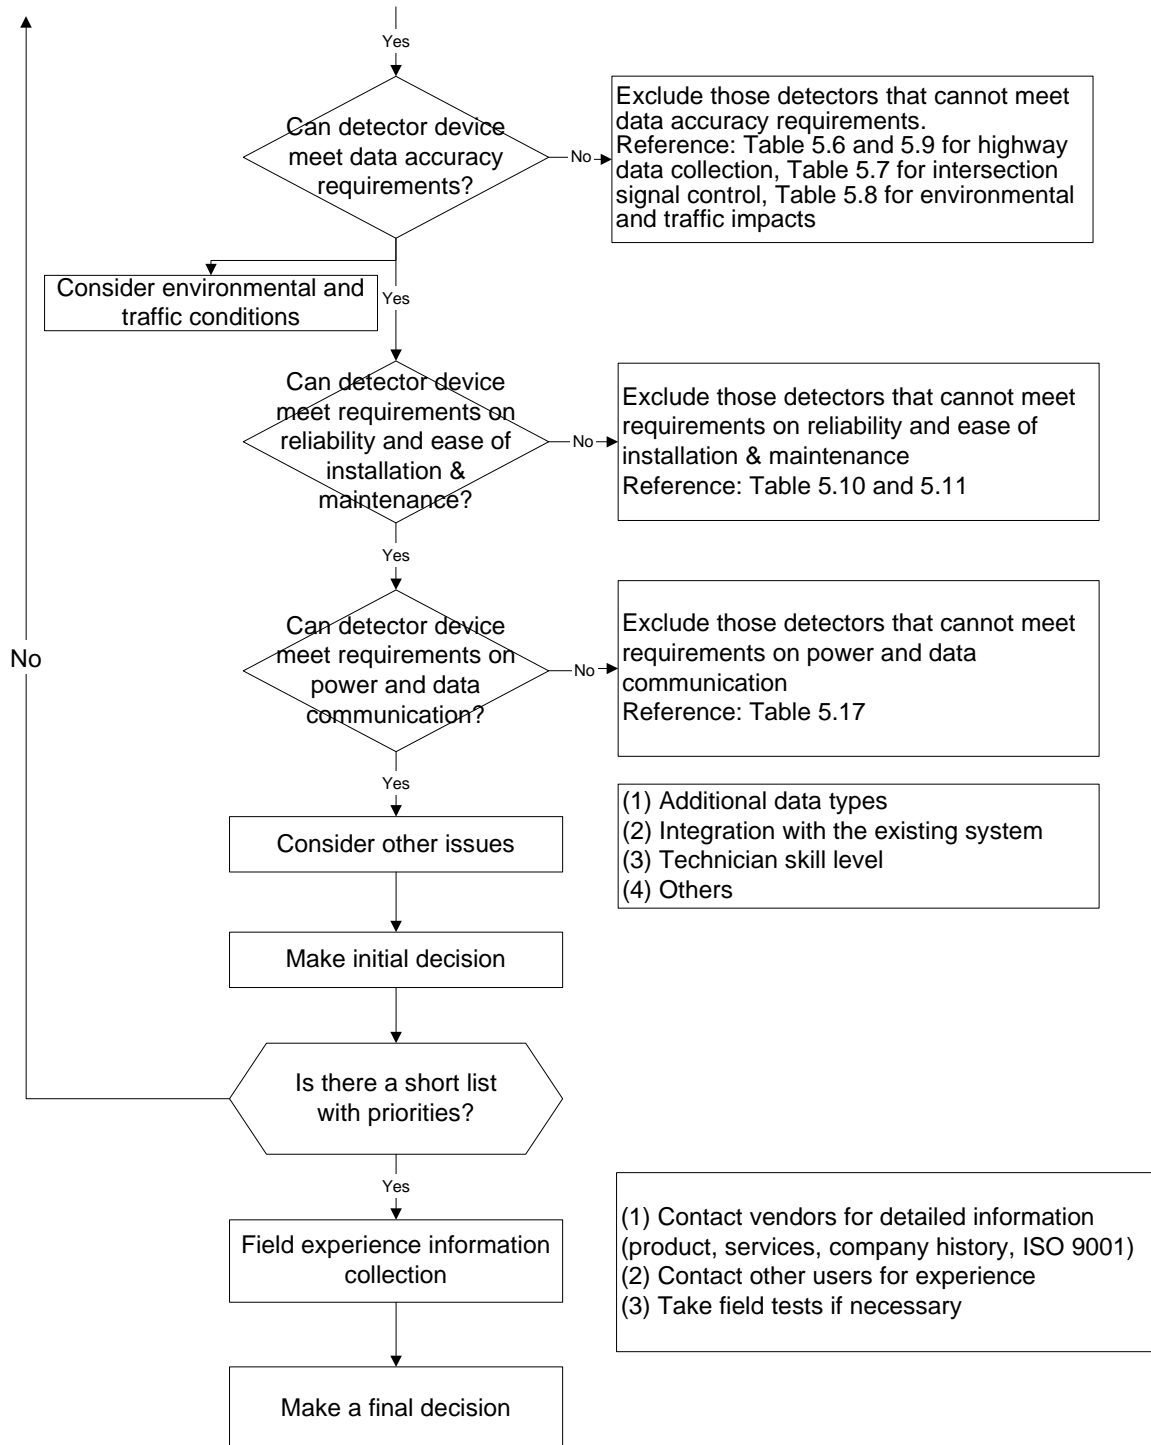 Yes
Can detector device
meet data accuracy
requirements?
No
Exclude those detectors that cannot meet
data accuracy requirements.
Reference: Table 5.6 and 5.9 for highway
data collection, Table 5.7 for intersection
signal control, Table 5.8 for environmental
and traffic impacts
Consider environmental and
traffic conditions
Yes
Can detector device
meet requirements on
reliability and ease of
installation &
maintenance?
No
Exclude those detectors that cannot meet
requirements on reliability and ease of
installation & maintenance
Reference: Table 5.10 and 5.11
Yes
Can detector device
meet requirements on
power and data
communication?
No
Exclude those detectors that cannot meet
requirements on power and data
communication
Reference: Table 5.17
No
Yes
Consider other issues
(1) Additional data types
(2) Integration with the existing system
(3) Technician skill level
(4) Others
Make initial decision
Is there a short list
with priorities?
Yes
Field experience information
collection
(1) Contact vendors for detailed information
(product, services, company history, ISO 9001)
(2) Contact other users for experience
(3) Take field tests if necessary
Make a final decision